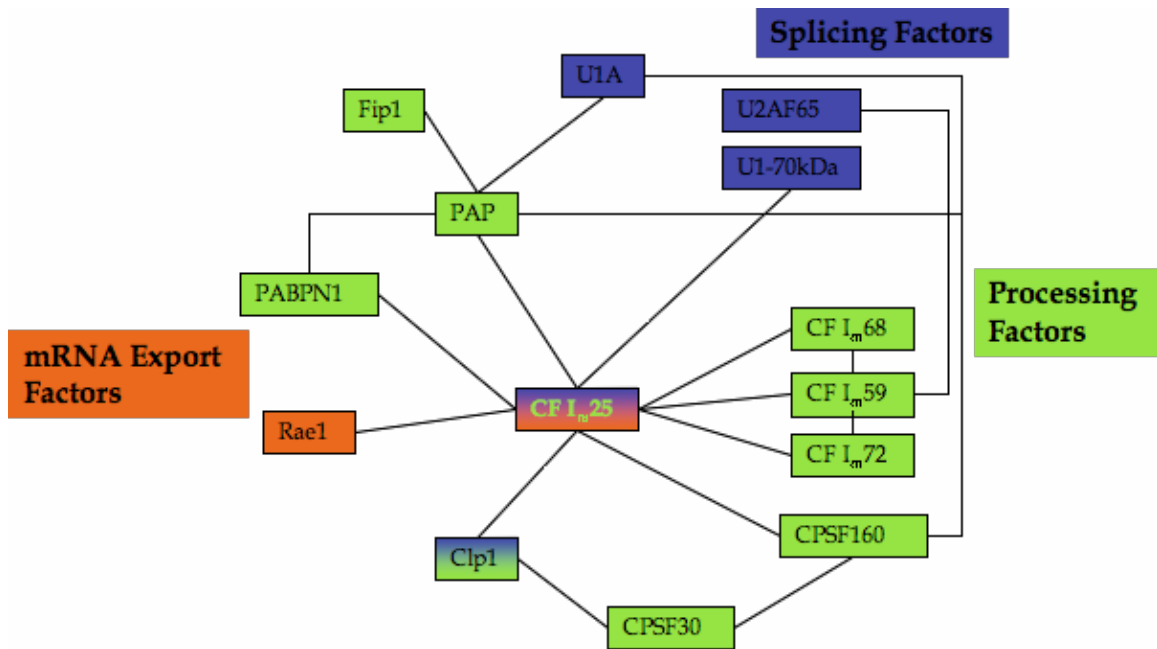 Splicing Factors
U1A
Fip1
U2AF65
U1-70kDa
PAP
PABPN1
Processing
Factors
CF Im68
mRNA Export
Factors
CF Im59
CF Im25
Rae1
CF Im72
CPSF160
Clp1
CPSF30